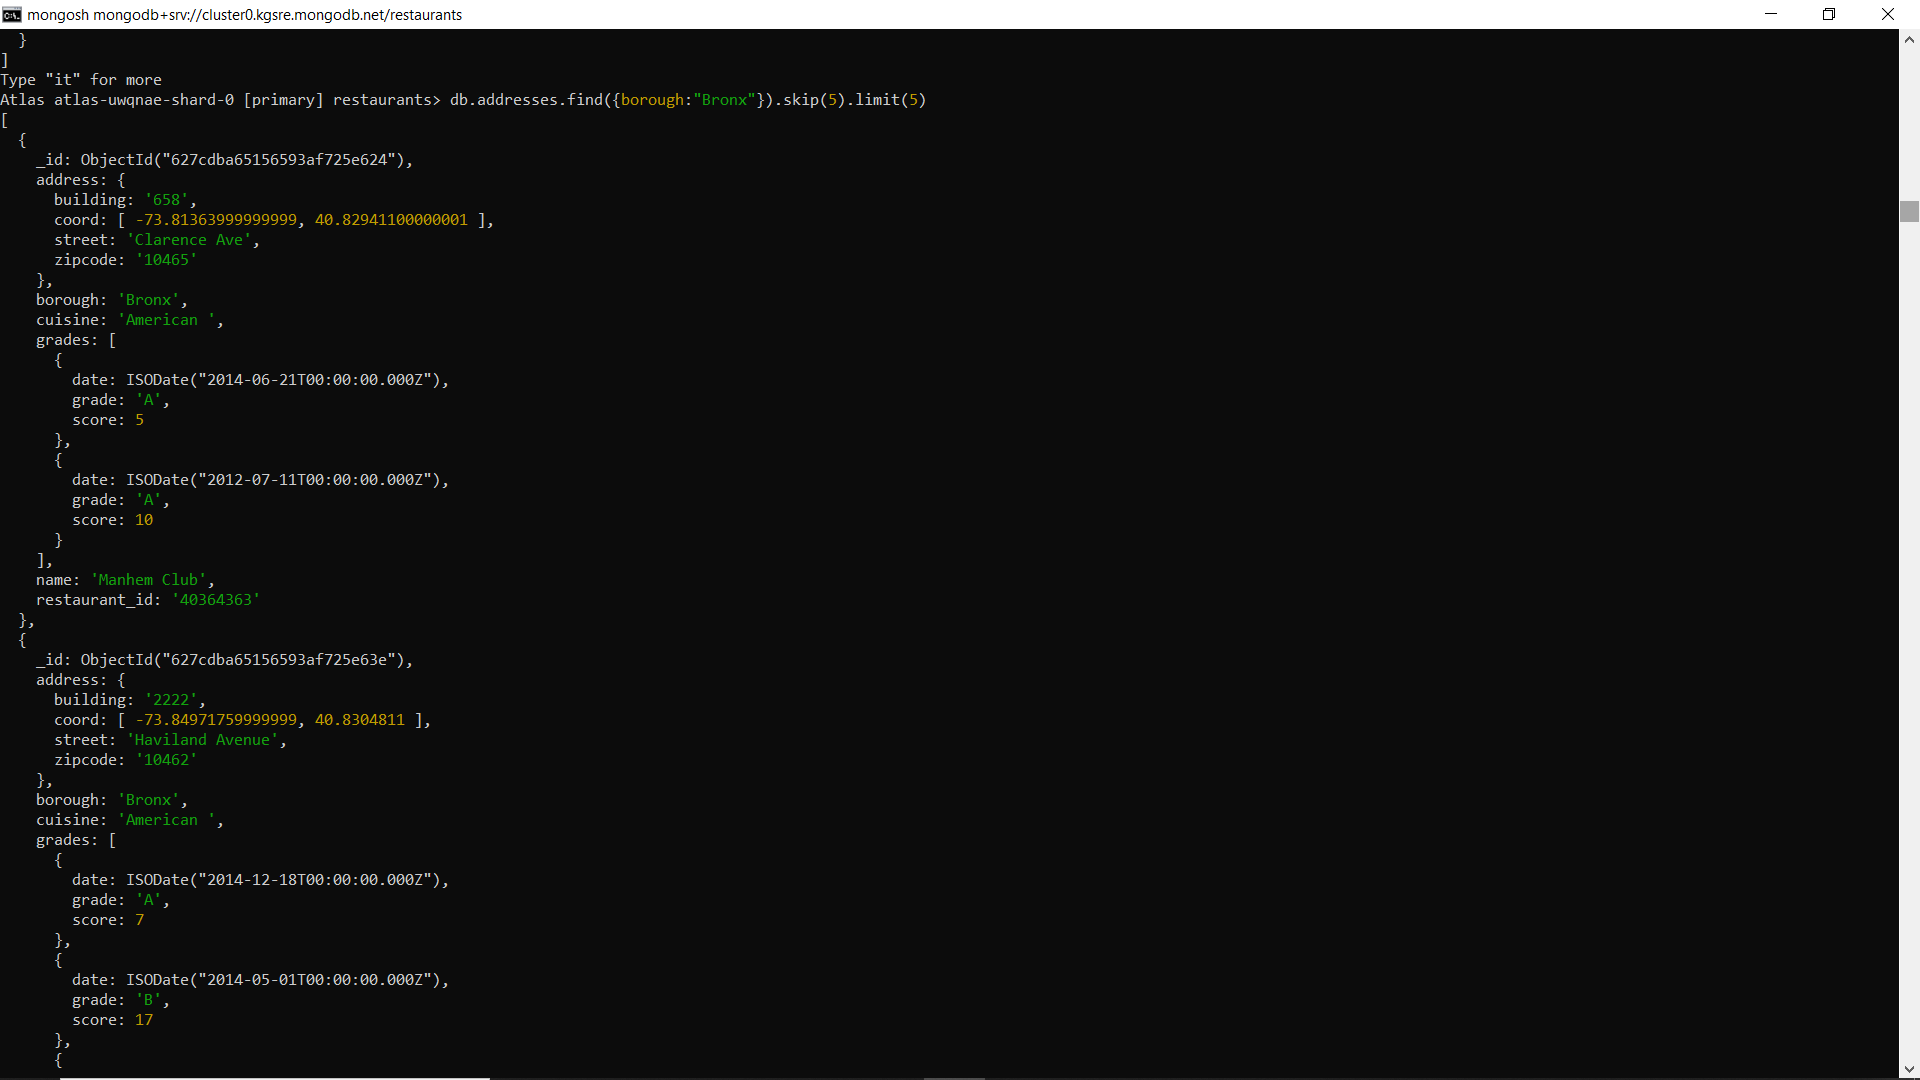 mongosh mongodb+srv://cluster0.kgsre.mongodb.net/restaurants
  }
]
Type "it" for more
Atlas atlas-uwqnae-shard-0 [primary] restaurants> db.addresses.find({borough:"Bronx"}).skip(5).limit(5)
[
  {
    _id: ObjectId("627cdba65156593af725e624"),
    address: {
      building: '658',
      coord: [ -73.81363999999999, 40.82941100000001 ],
      street: 'Clarence Ave',
      zipcode: '10465'
    },
    borough: 'Bronx',
    cuisine: 'American ',
    grades: [
      {
        date: ISODate("2014-06-21T00:00:00.000Z"),
        grade: 'A',
        score: 5
      },
      {
        date: ISODate("2012-07-11T00:00:00.000Z"),
        grade: 'A',
        score: 10
      }
    ],
    name: 'Manhem Club',
    restaurant_id: '40364363'
  },
  {
    _id: ObjectId("627cdba65156593af725e63e"),
    address: {
      building: '2222',
      coord: [ -73.84971759999999, 40.8304811 ],
      street: 'Haviland Avenue',
      zipcode: '10462'
    },
    borough: 'Bronx',
    cuisine: 'American ',
    grades: [
      {
        date: ISODate("2014-12-18T00:00:00.000Z"),
        grade: 'A',
        score: 7
      },
      {
        date: ISODate("2014-05-01T00:00:00.000Z"),
        grade: 'B',
        score: 17
      },
      {